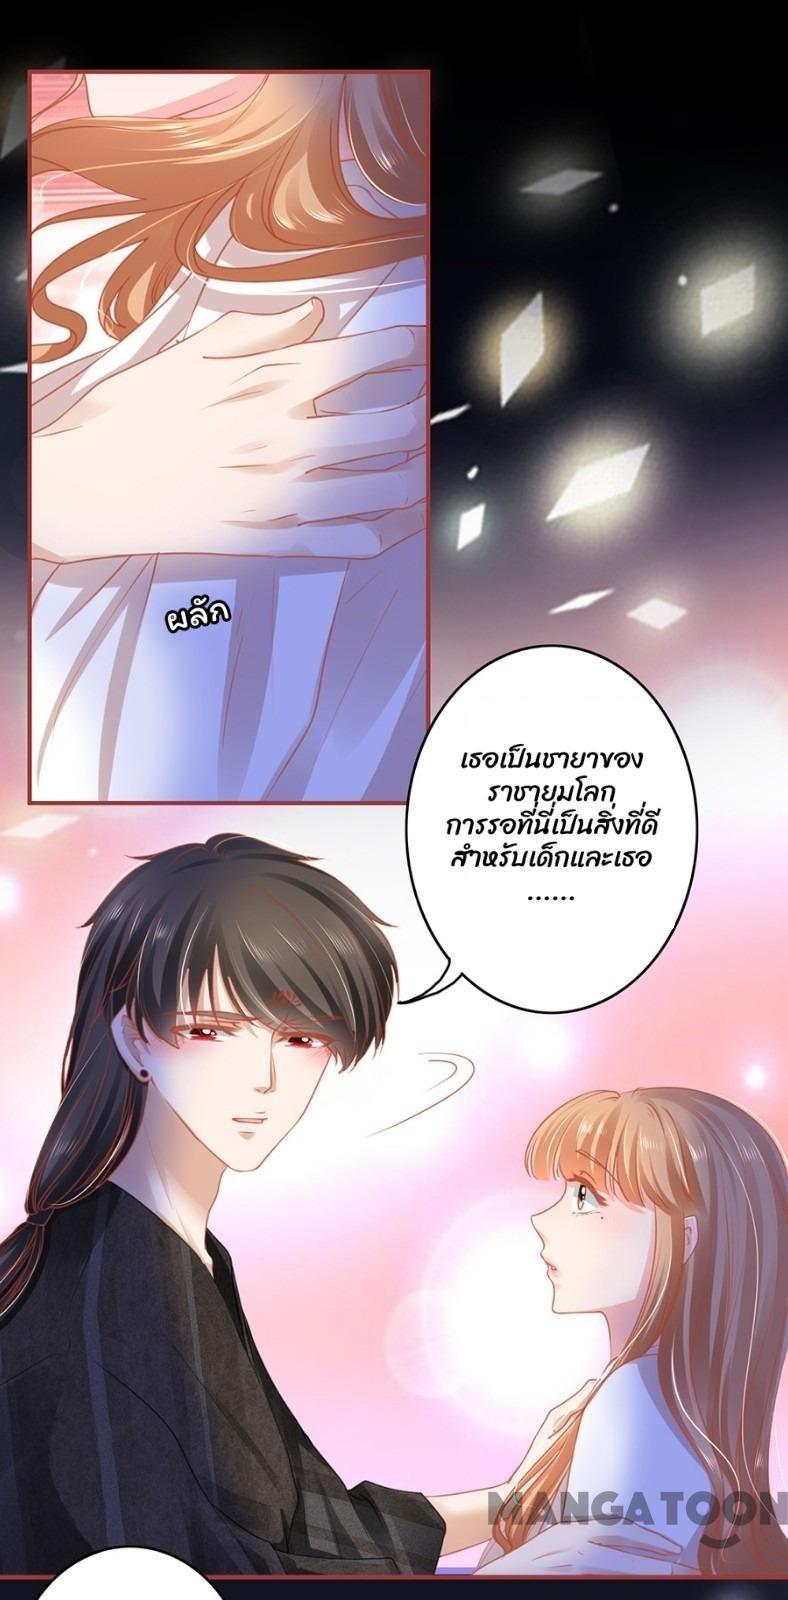 ผลัก
เธอเป็นชายาของ
ราชายมโลก
การรอที่นี่เป็นสิ่งที่ดี
สำหรับเด็กและเธอ
......
MANGATOON